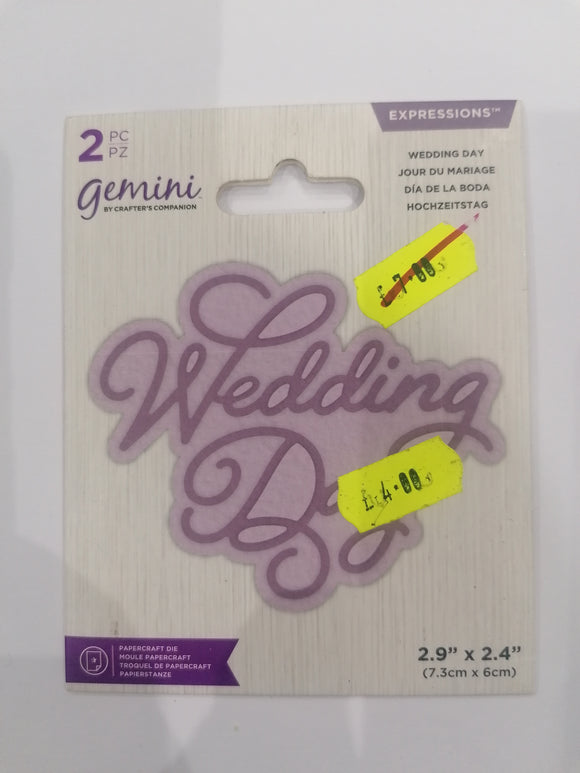 2 PC
PZ
gemini™
BY CRAFTER'S COMPANION
EXPRESSIONS™
WEDDING DAY
JOUR DU MARIAGE
DÍA DE LA BODA
HOCHZEITSTAG
£7.00
Wedding
Day
£4.00
PAPERCRAFT DIE
MOULE PAPERCRAFT
TROQUEL DE PAPERCRAFT
PAPIERSTANZE
2.9" x 2.4"
(7.3cm x 6cm)